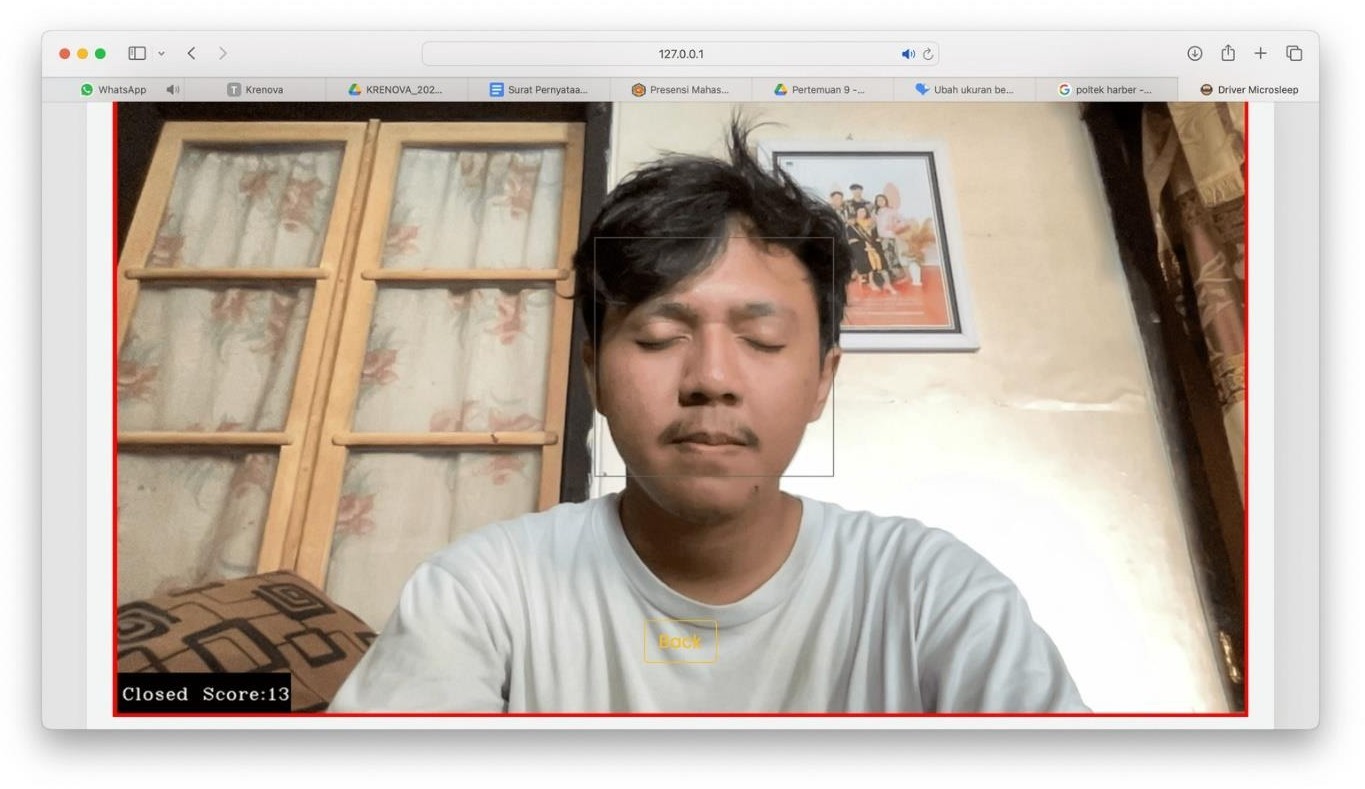 127.0.0.1
WhatsApp
T Krenova
KRENOVA_202...
Surat Pernyataa...
Presensi Mahas...
Pertemuan 9 -...
Ubah ukuran be...
G poltek harber -...
Driver Microsleep
Back
Closed Score:13